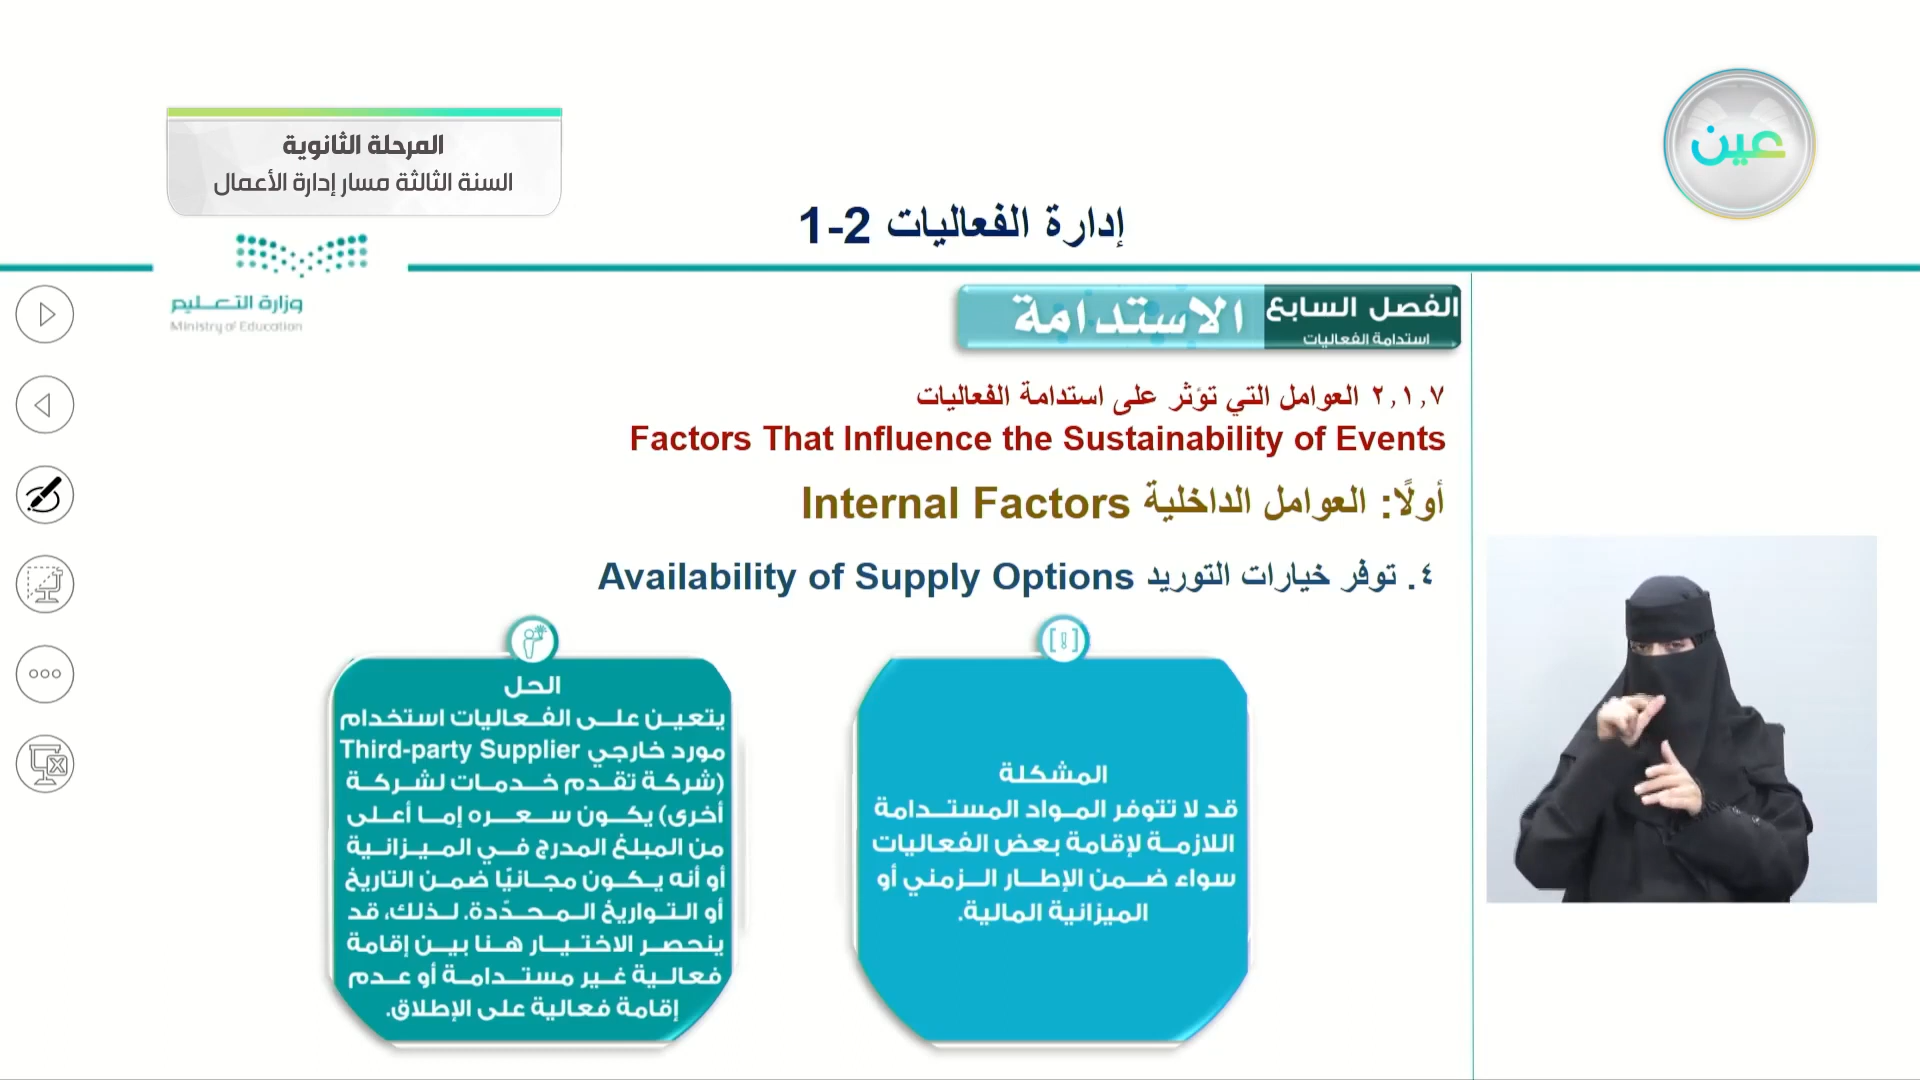 المرحلة الثانوية
السنة الثالثة مسار إدارة الأعمال
عين
إدارة الفعاليات 2-1
وزارة التعليم
Ministry of Education
الفصل السابع
استدامة الفعاليات
الاستدامة
٢,١,٧ العوامل التي تؤثر على استدامة الفعاليات
Factors That Influence the Sustainability of Events
أولًا: العوامل الداخلية Internal Factors
٤. توفر خيارات التوريد Availability of Supply Options
المشكلة
قد لا تتوفر المواد المستدامة
اللازمة لإقامة بعض الفعاليات
سواء ضمن الإطار الزمني أو
الميزانية المالية.
الحل
يتعين على الفعاليات استخدام
مورد خارجي Third-party Supplier
(شركة تقدم خدمات لشركة
أخرى) يكون سعره إما أعلى
من المبلغ المدرج في الميزانية
أو أنه يكون مجانيًا ضمن التاريخ
أو التواريخ المحدّدة. لذلك، قد
ينحصر الاختيار هنا بين إقامة
فعالية غير مستدامة أو عدم
إقامة فعالية على الإطلاق.